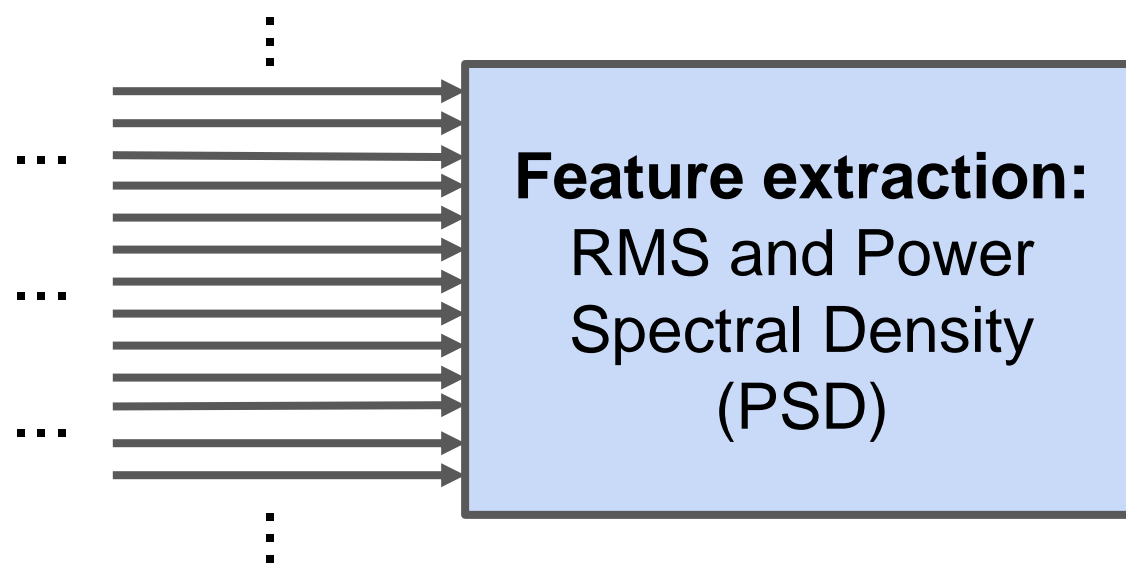 Feature extraction:
RMS and Power
Spectral Density
(PSD)